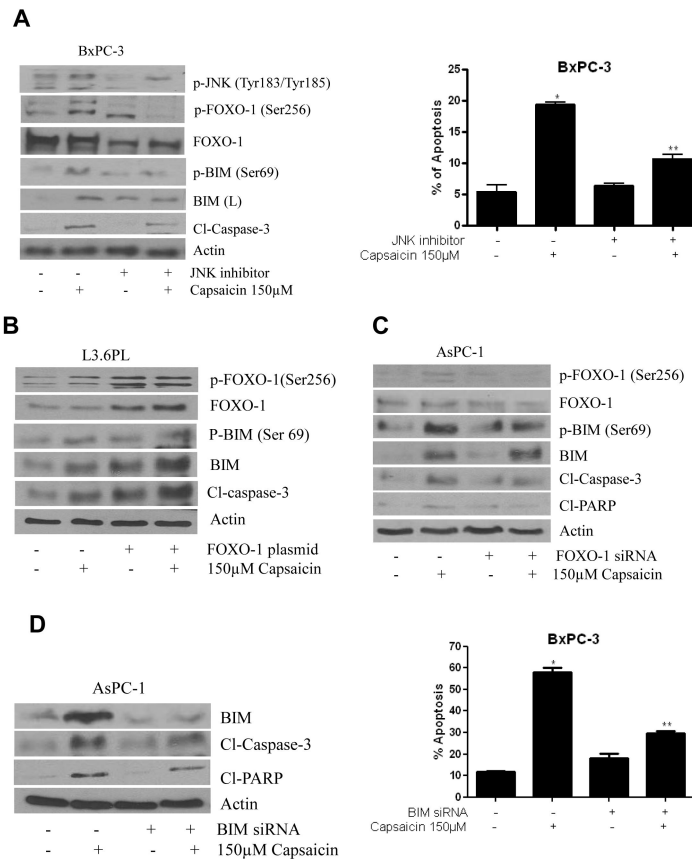 A
BxPC-3
p-JNK (Tyr183/Tyr185)
p-FOXO-1 (Ser256)
FOXO-1
p-BIM (Ser69)
BIM (L)
Cl-Caspase-3
Actin
- - + + JNK inhibitor
- + - + Capsaicin 150µM
BxPC-3
% of Apoptosis
25
20
15
10
5
0
*
**
JNK inhibitor - - + +
Capsaicin 150µM - + - +
B
L3.6PL
p-FOXO-1(Ser256)
FOXO-1
P-BIM (Ser 69)
BIM
Cl-caspase-3
Actin
- - + + FOXO-1 plasmid
- + - + 150µM Capsaicin
C
AsPC-1
p-FOXO-1 (Ser256)
FOXO-1
p-BIM (Ser69)
BIM
Cl-Caspase-3
Cl-PARP
Actin
- - + + FOXO-1 siRNA
- + - + 150µM Capsaicin
D
AsPC-1
BIM
Cl-Caspase-3
Cl-PARP
Actin
- - + + BIM siRNA
- + - + 150µM Capsaicin
BxPC-3
% Apoptosis
70
60
50
40
30
20
10
0
*
**
BIM siRNA - - + +
Capsaicin 150µM - + - +